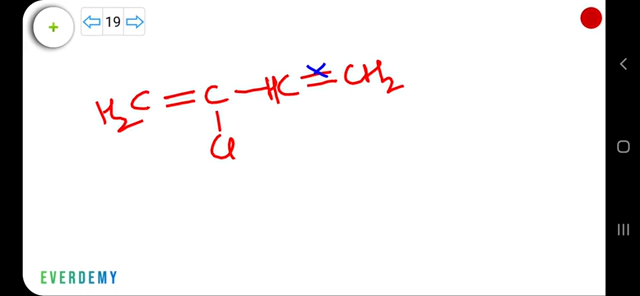 19
H₂C = C — HC ≡ CH₂
Cl
EVERDEMY